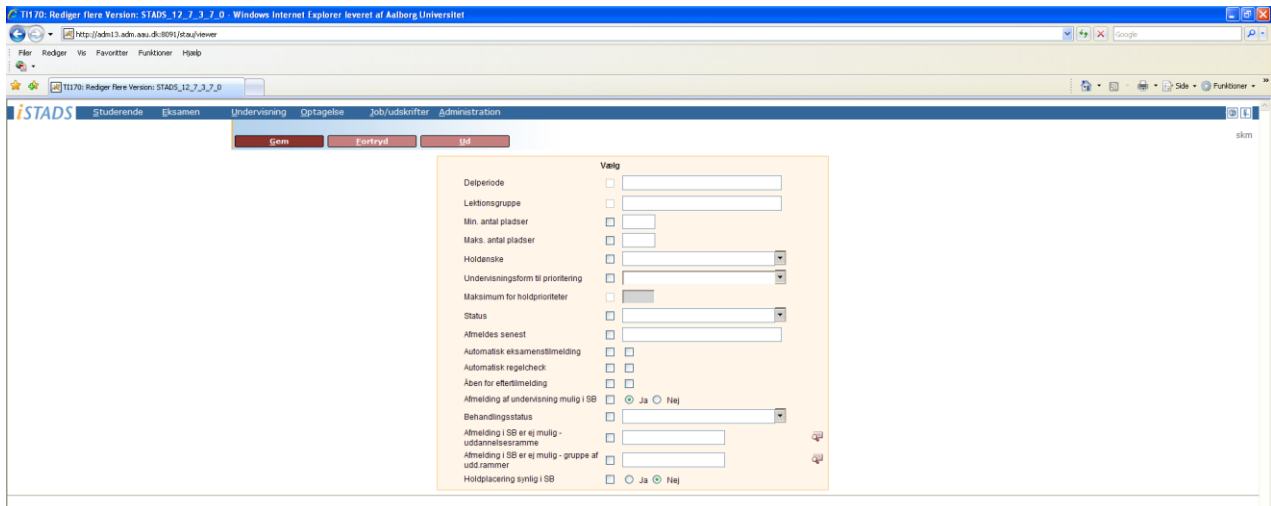 TI170: Rediger flere Version: STADS_12_7_3_7_0 - Windows Internet Explorer leveret af Aalborg Universitet
http://adm13.adm.aau.dk:8091/stau/viewer
Google
Filer Rediger Vis Favoritter Funktioner Hjælp
TI170: Rediger flere Version: STADS_12_7_3_7_0
Side Funktioner
iSTADS Studerende Eksamen Undervisning Optagelse Job/udskrifter Administration
Gem Fortryd Ud
skm
Vælg
Delperiode
Lektionsgruppe
Min. antal pladser
Maks. antal pladser
Holdønske
Undervisningsform til prioritering
Maksimum for holdprioriteter
Status
Afmeldes senest
Automatisk eksamenstilmelding
Automatisk regelcheck
Åben for eftertilmelding
Afmelding af undervisning mulig i SB Ja Nej
Behandlingsstatus
Afmelding i SB er ej mulig -
uddannelsesramme
Afmelding i SB er ej mulig - gruppe af
udd.rammer
Holdplacering synlig i SB Ja Nej